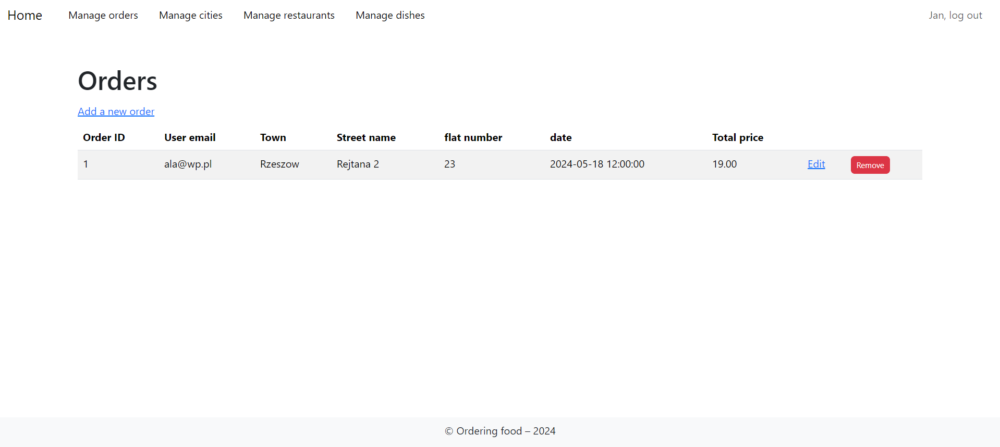 Home Manage orders Manage cities Manage restaurants Manage dishes Jan, log out
Orders
Add a new order
Order ID User email Town Street name flat number date Total price
1 ala@wp.pl Rzeszow Rejtana 2 23 2024-05-18 12:00:00 19.00 Edit Remove
© Ordering food – 2024